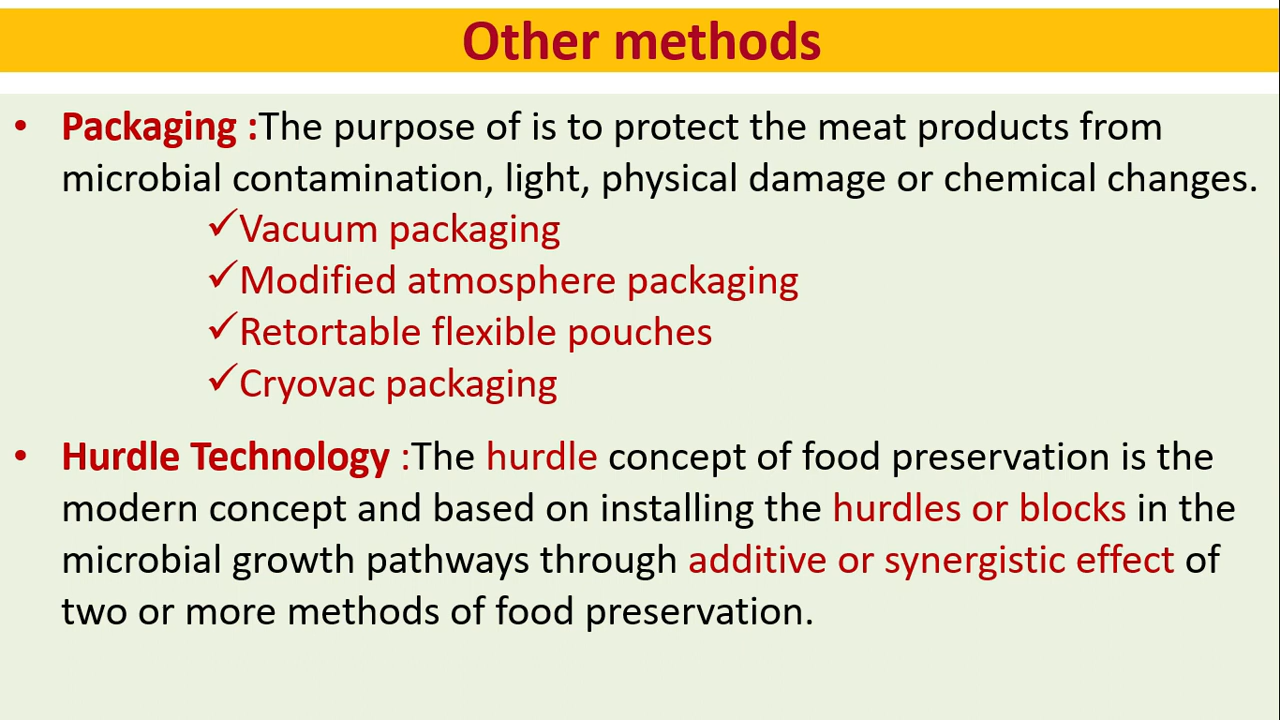 Other methods
• Packaging :The purpose of is to protect the meat products from
microbial contamination, light, physical damage or chemical changes.
✓Vacuum packaging
✓Modified atmosphere packaging
✓Retortable flexible pouches
✓Cryovac packaging
• Hurdle Technology :The hurdle concept of food preservation is the
modern concept and based on installing the hurdles or blocks in the
microbial growth pathways through additive or synergistic effect of
two or more methods of food preservation.